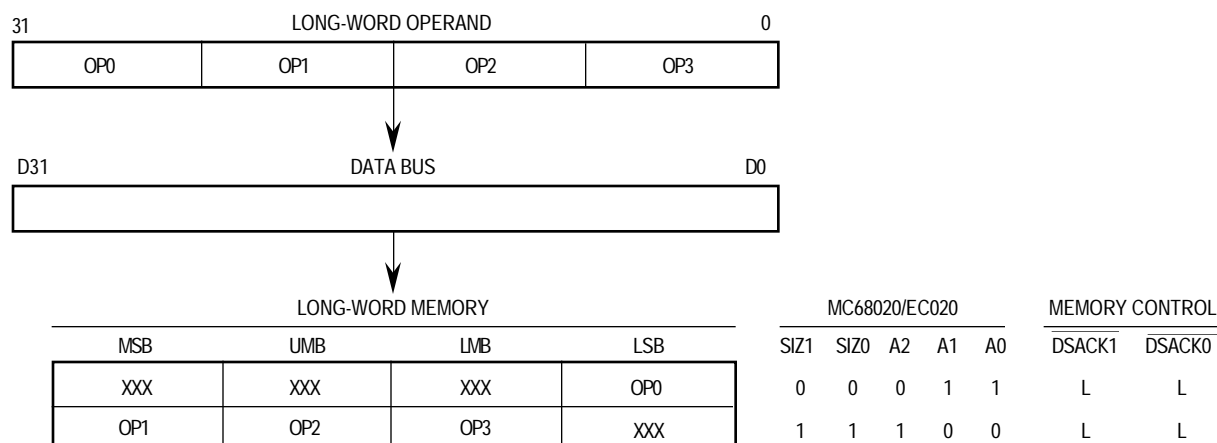 31 LONG-WORD OPERAND 0
OP0 OP1 OP2 OP3
D31 DATA BUS D0
LONG-WORD MEMORY MC68020/EC020 MEMORY CONTROL
MSB UMB LMB LSB SIZ1 SIZ0 A2 A1 A0 DSACK1 DSACK0
XXX XXX XXX OP0 0 0 0 1 1 L L
OP1 OP2 OP3 XXX 1 1 1 0 0 L L